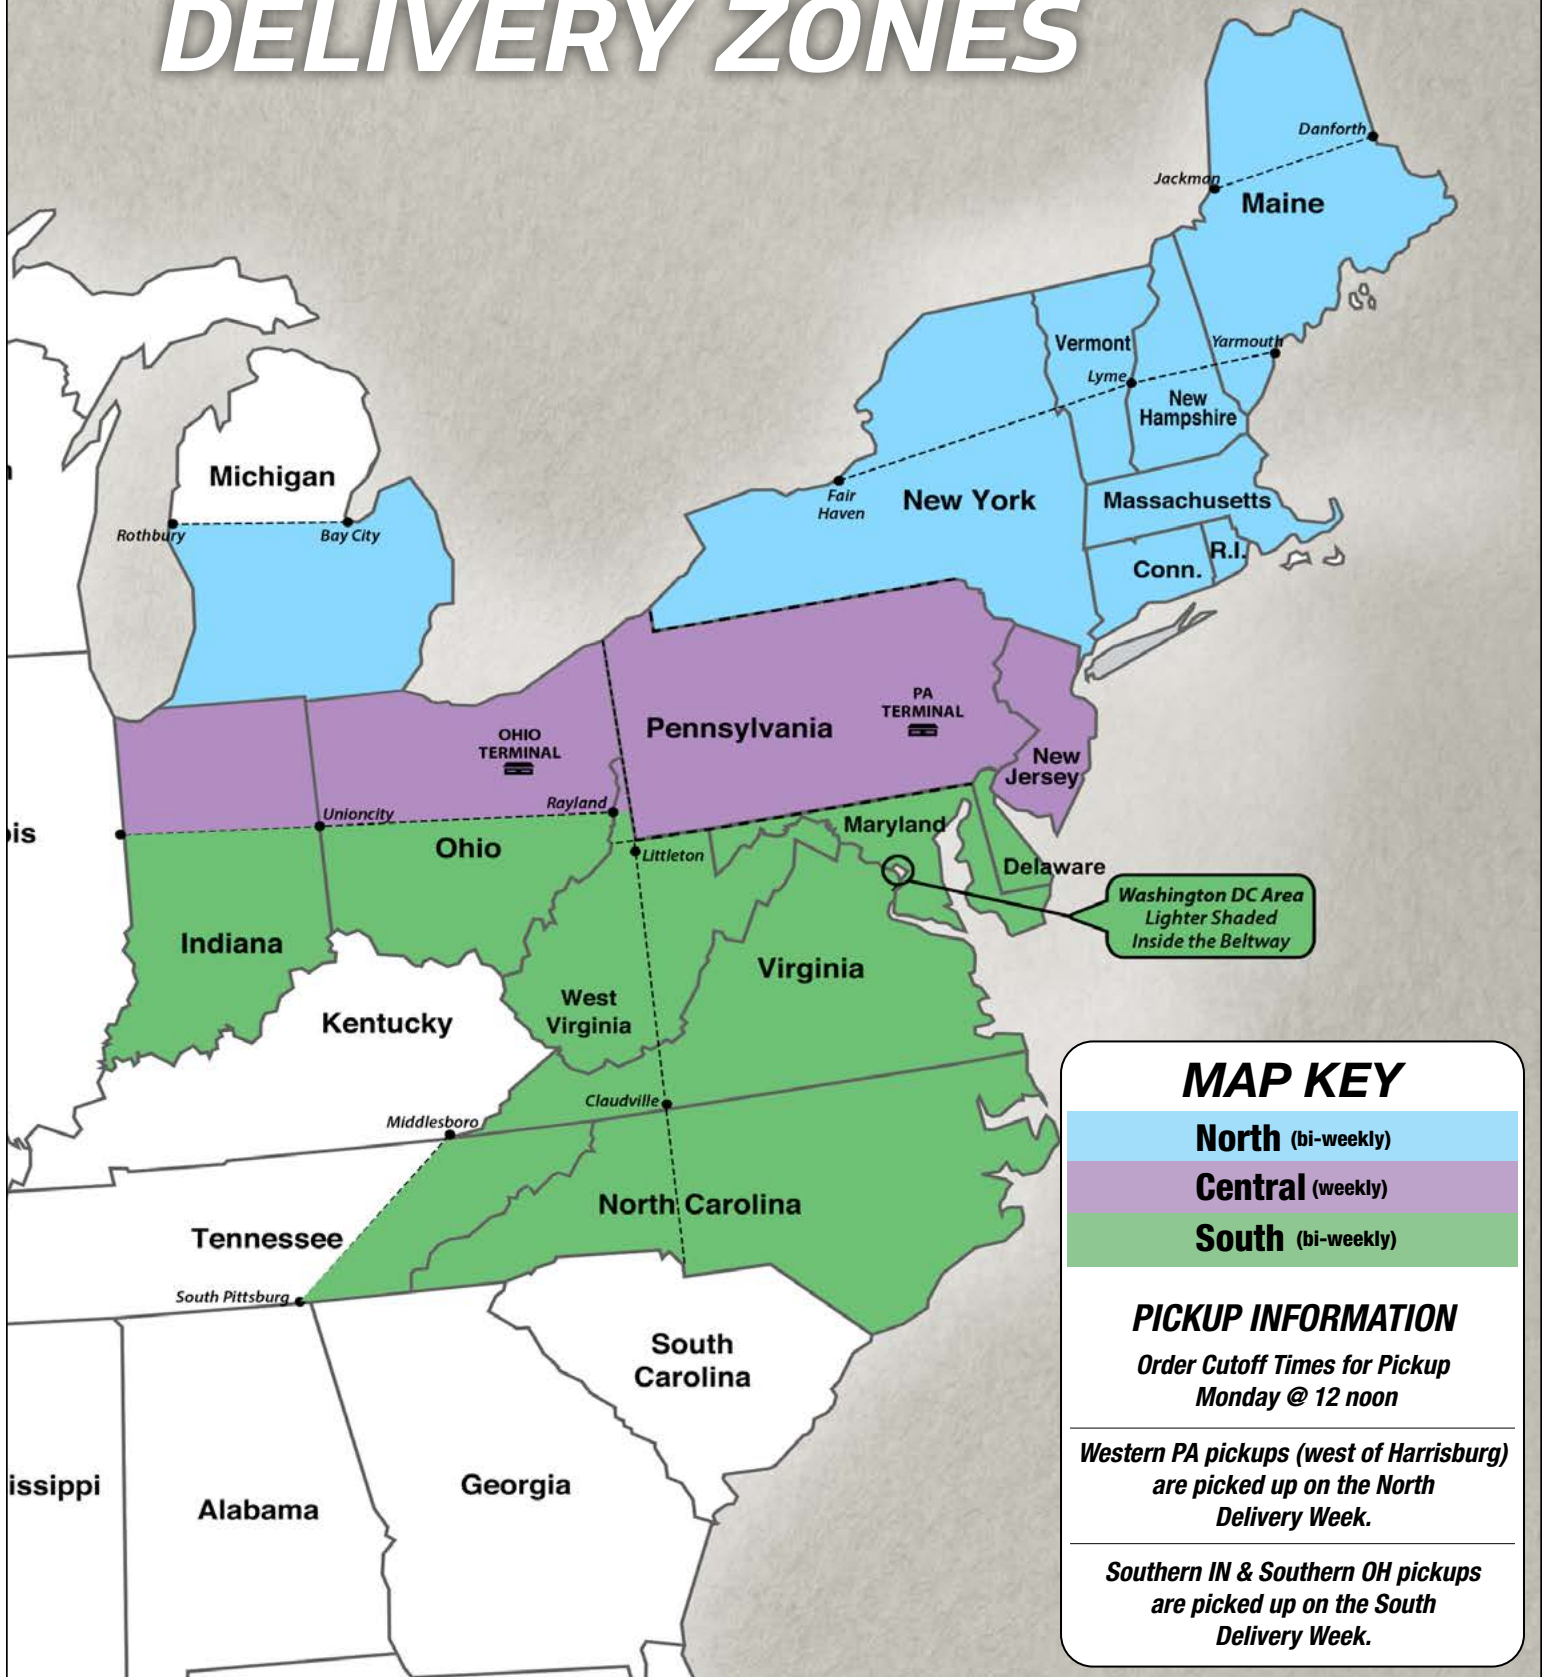 DELIVERY ZONES
Danforth
Jackman
Maine
Vermont
Yarmouth
Lyme
New
Hampshire
Michigan
Fair
Haven
New York
Massachusetts
Rothbury
Bay City
R.I.
Conn.
PA
TERMINAL
OHIO
TERMINAL
Pennsylvania
New
Jersey
Rayland
Unioncity
ois
Ohio
Maryland
Littleton
Delaware
Washington DC Area
Lighter Shaded
Inside the Beltway
Indiana
Virginia
West
Virginia
Kentucky
Claudville
Middlesboro
North Carolina
Tennessee
South Pittsburg
South
Carolina
Georgia
issippi
Alabama
MAP KEY
North (bi-weekly)
Central (weekly)
South (bi-weekly)
PICKUP INFORMATION
Order Cutoff Times for Pickup
Monday @ 12 noon
Western PA pickups (west of Harrisburg)
are picked up on the North
Delivery Week.
Southern IN & Southern OH pickups
are picked up on the South
Delivery Week.